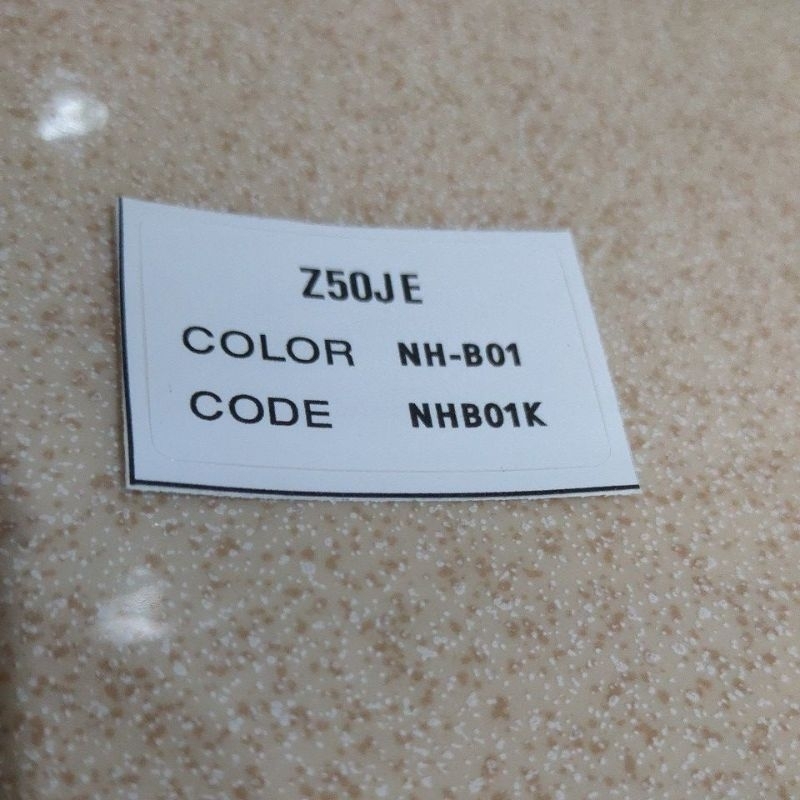 Z50JE
COLOR NH-B01
CODE NHB01K